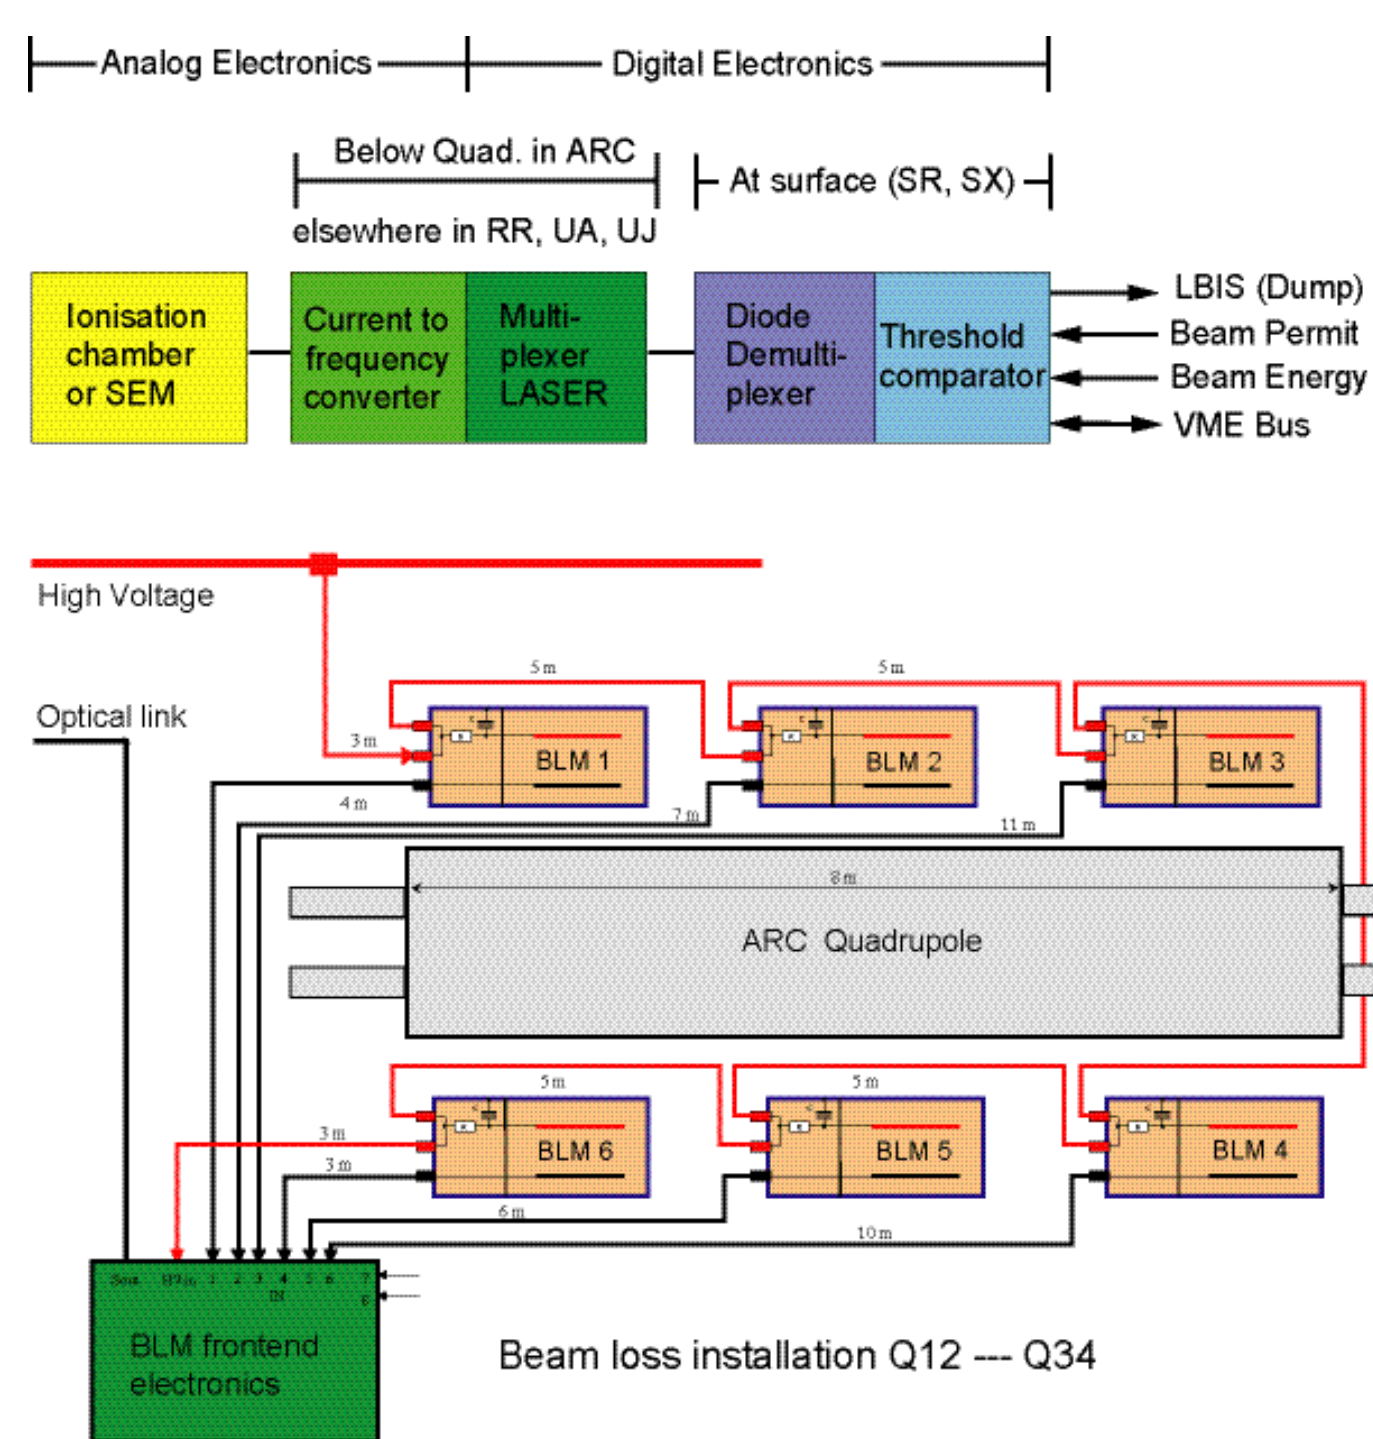 Analog Electronics
Digital Electronics
Below Quad. in ARC
elsewhere in RR, UA, UJ
At surface (SR, SX)
Ionisation
chamber
or SEM
Current to
frequency
converter
Multi-
plexer
LASER
Diode
Demulti-
plexer
Threshold
comparator
LBIS (Dump)
Beam Permit
Beam Energy
VME Bus
High Voltage
Optical link
5 m
5 m
3 m
BLM 1
BLM 2
BLM 3
4 m
7 m
11 m
8 m
ARC Quadrupole
5 m
5 m
3 m
BLM 6
BLM 5
BLM 4
3 m
6 m
10 m
HV in 1 2 3 4 5 6 7
IN
8
BLM frontend
electronics
Beam loss installation Q12 --- Q34